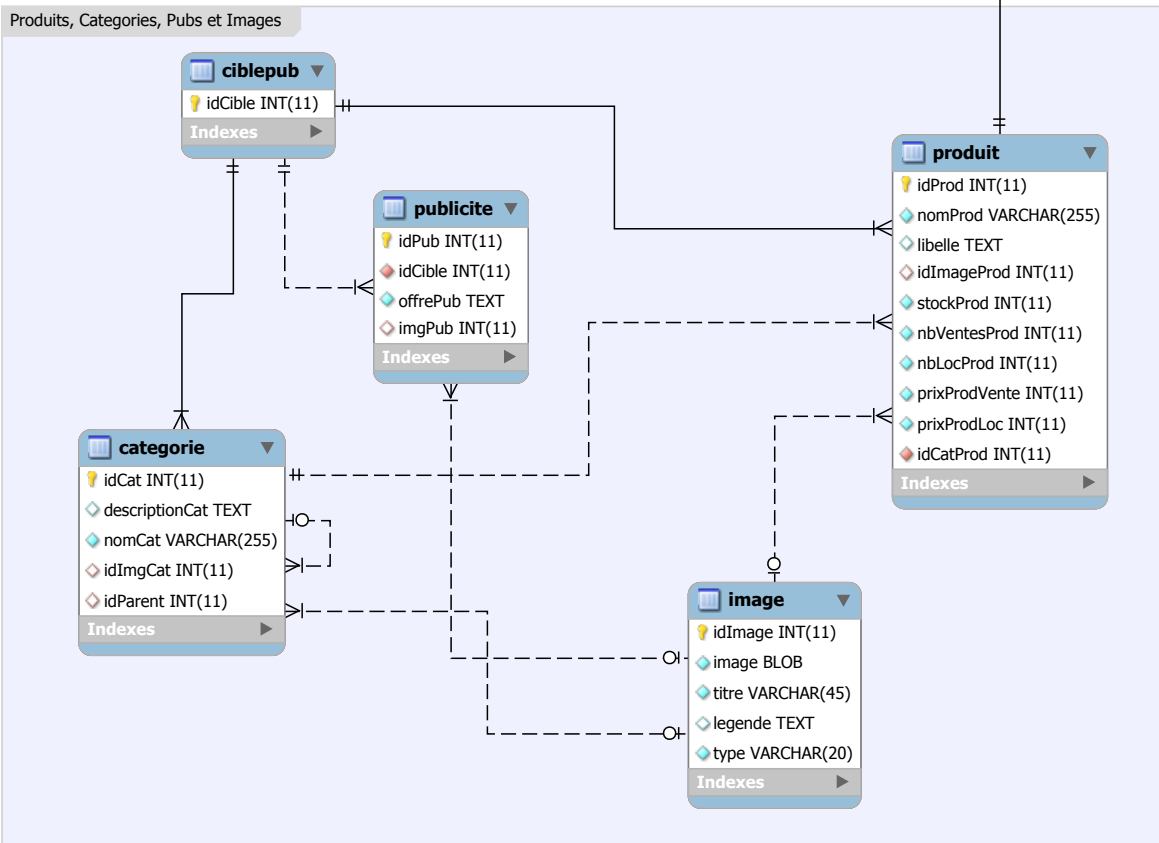 Produits, Categories, Pubs et Images
ciblepub
idCible INT(11)
Indexes
publicite
idPub INT(11)
idCible INT(11)
offrePub TEXT
imgPub INT(11)
Indexes
produit
idProd INT(11)
nomProd VARCHAR(255)
libelle TEXT
idImageProd INT(11)
stockProd INT(11)
nbVentesProd INT(11)
nbLocProd INT(11)
prixProdVente INT(11)
prixProdLoc INT(11)
idCatProd INT(11)
Indexes
categorie
idCat INT(11)
descriptionCat TEXT
nomCat VARCHAR(255)
idImgCat INT(11)
idParent INT(11)
Indexes
image
idImage INT(11)
image BLOB
titre VARCHAR(45)
legende TEXT
type VARCHAR(20)
Indexes